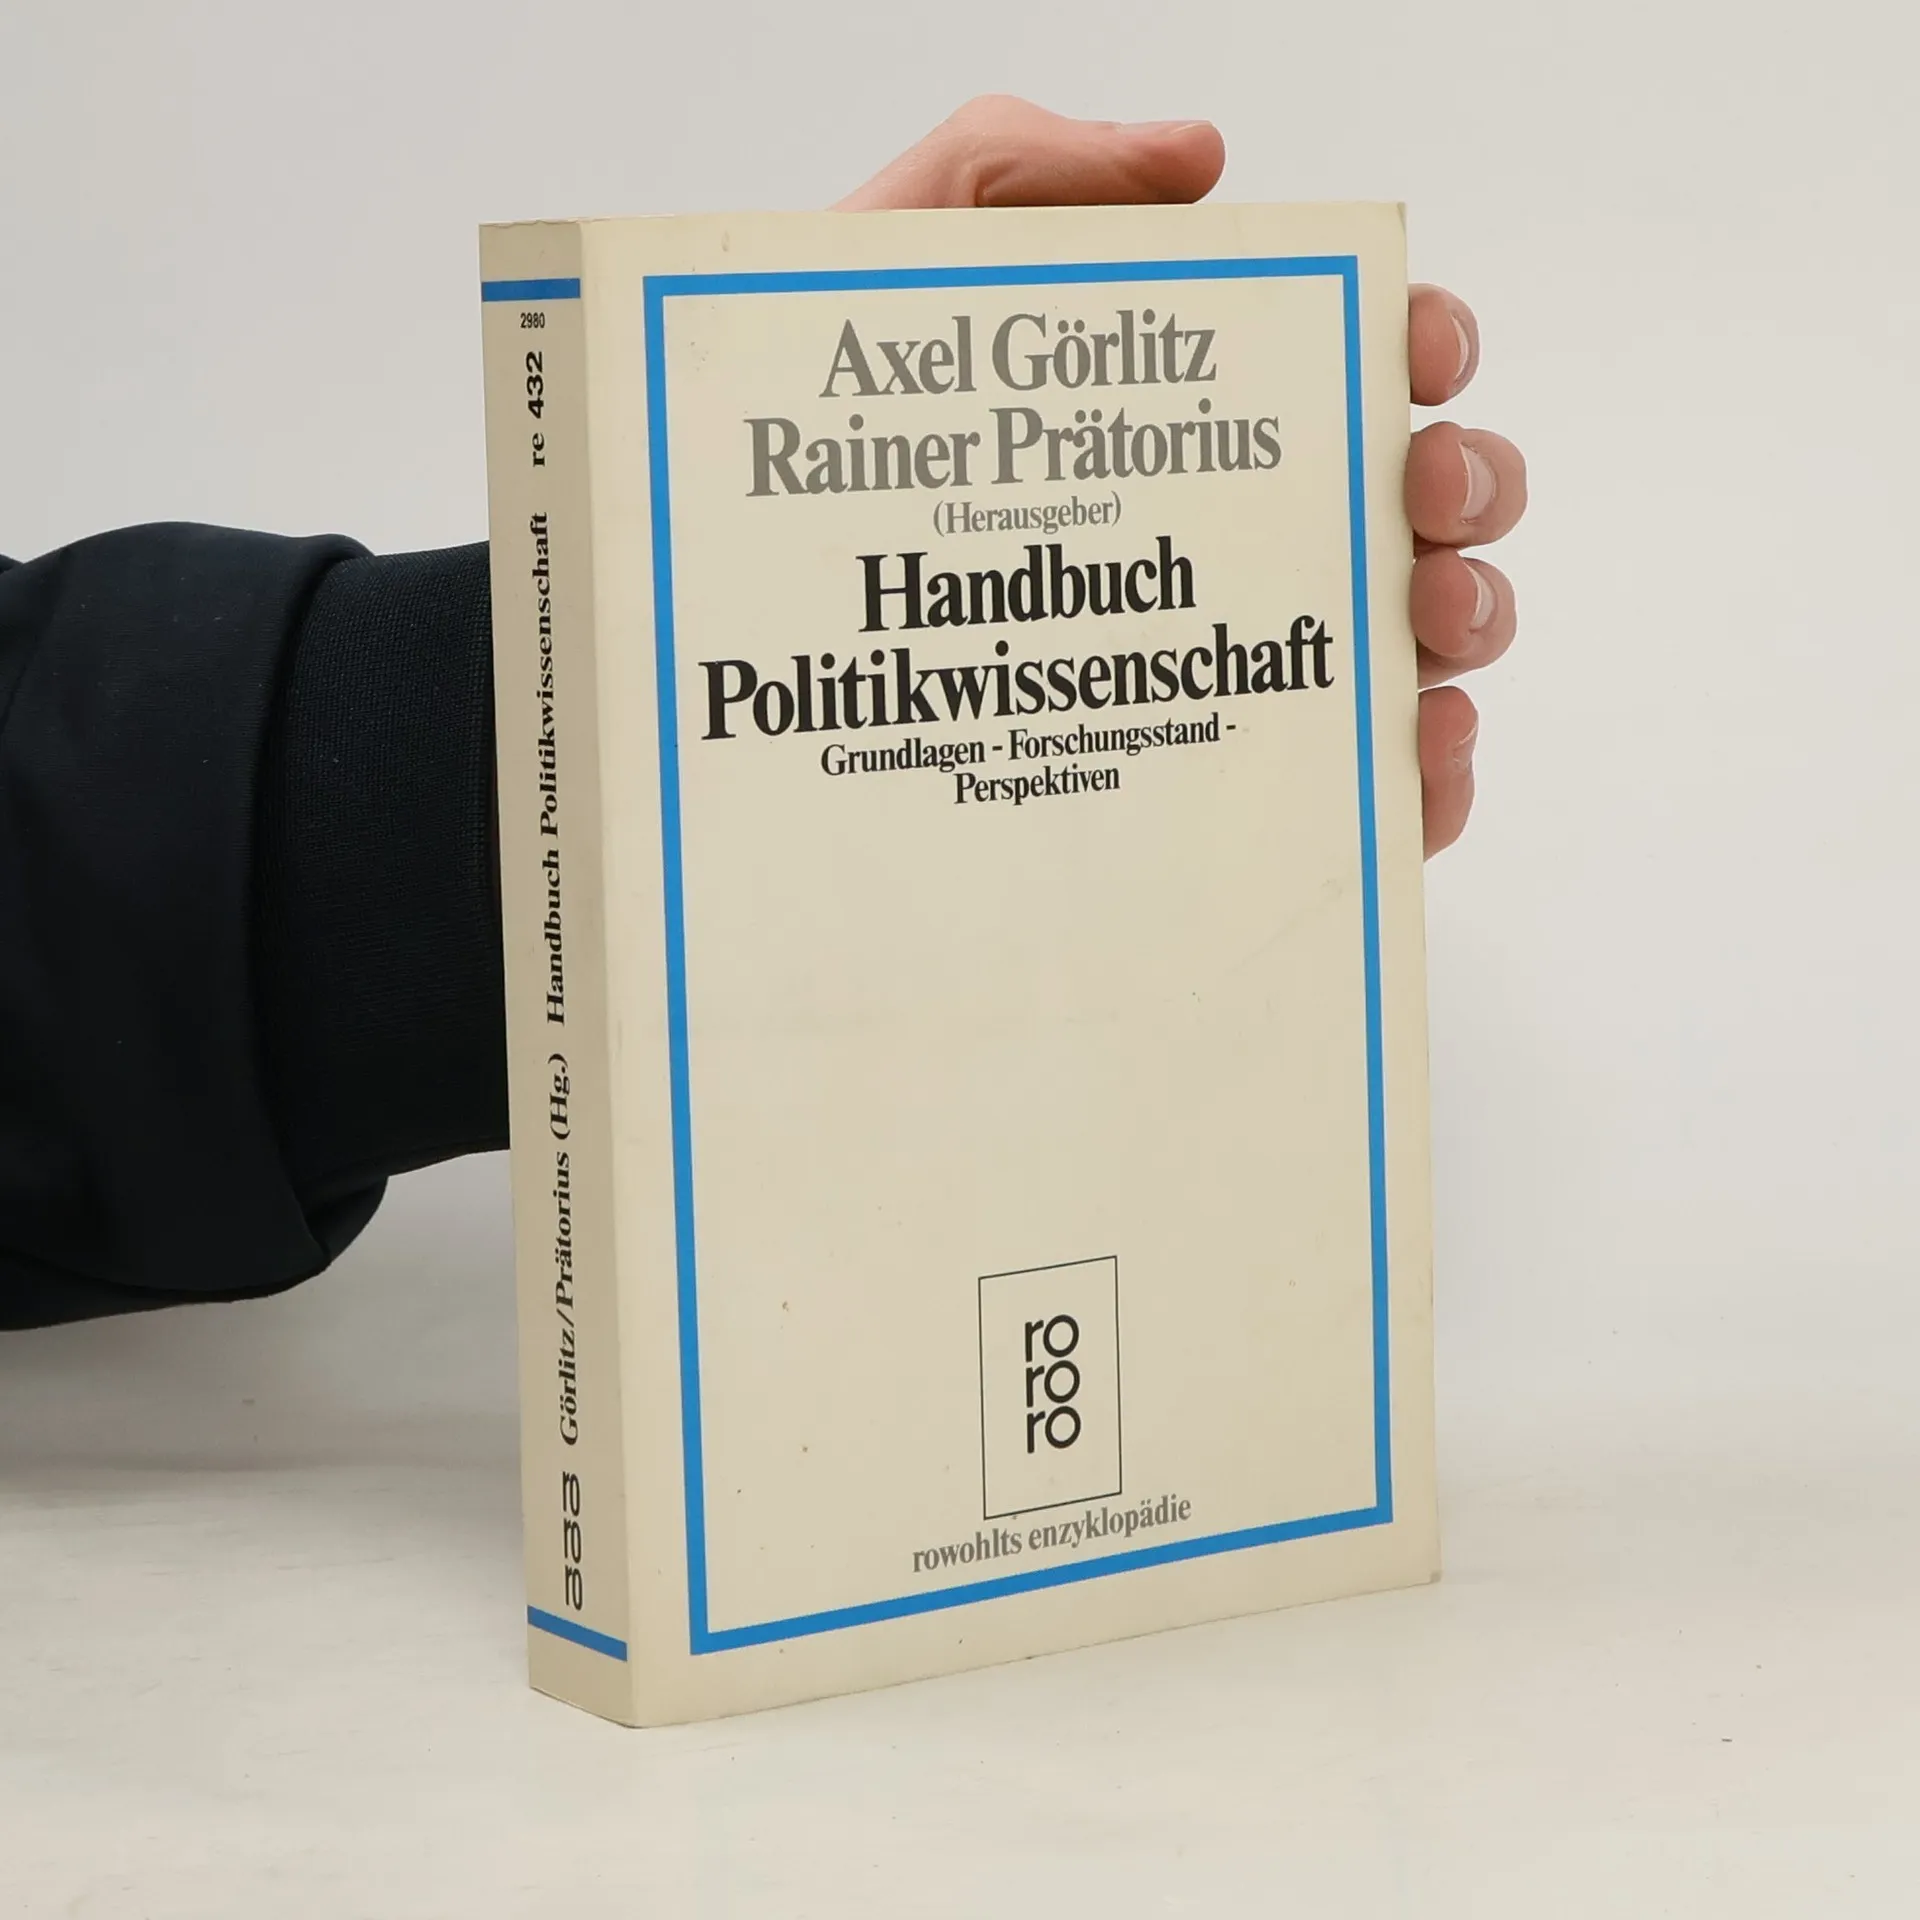 Axel Görlitz
Rainer Prätorius
(Herausgeber)
Handbuch
Politikwissenschaft
Grundlagen - Forschungsstand -
Perspektiven
ro
ro
ro
rowohlts enzyklopädie
2980
ro ro ro Görlitz/Prätorius (Hg.) Handbuch Politikwissenschaft re 432